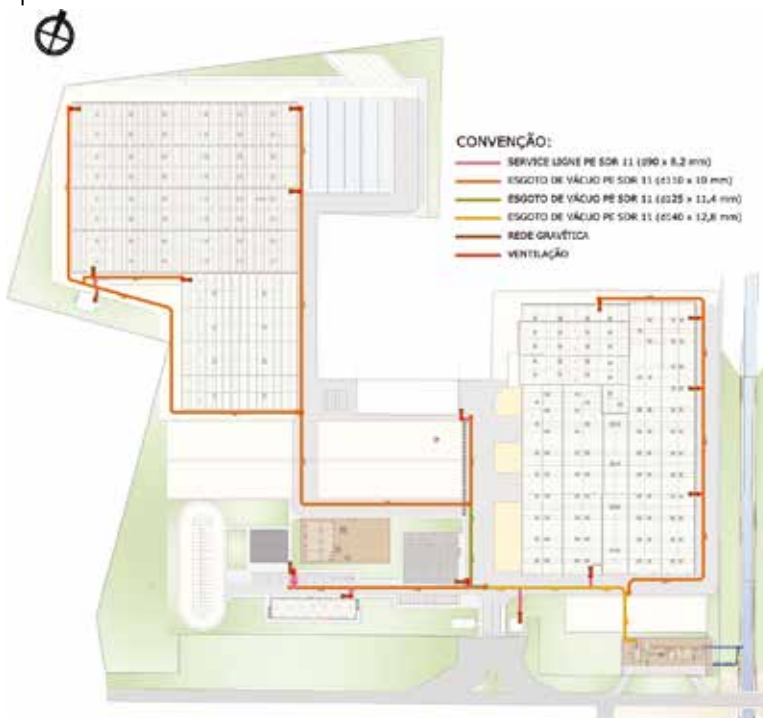 CONVENÇÃO:
SERVICE LIGNE PE SDR 11 (d90 x 8,2 mm)
ESGOTO DE VÁCUO PE SDR 11 (d110 x 10 mm)
ESGOTO DE VÁCUO PE SDR 11 (d125 x 11,4 mm)
ESGOTO DE VÁCUO PE SDR 11 (d140 x 12,8 mm)
REDE GRAVÍTICA
VENTILAÇÃO